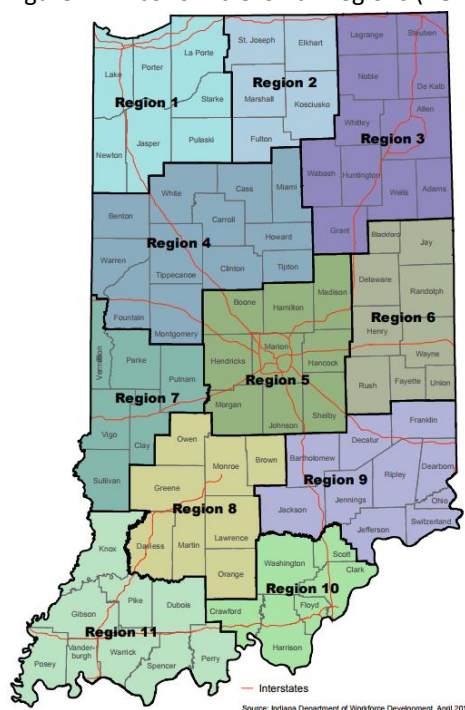 St. Joseph
Elkhart
Lagrange
Steuben
La Porte
Porter
Lake
Region 2
Noble
De Kalb
Region 1
Starke
Marshall
Kosciusko
Allen
Whitley
Region 3
Fulton
Jasper
Pulaski
Newton
Wabash
Huntington
Wells
Adams
White
Cass
Miami
Benton
Carroll
Grant
Blackford
Jay
Region 4
Howard
Warren
Tippecanoe
Clinton
Tipton
Madison
Delaware
Randolph
Boone
Hamilton
Fountain
Region 6
Montgomery
Henry
Marion
Wayne
Vermillion
Parke
Hendricks
Hancock
Putnam
Region 5
Rush
Fayette
Union
Region 7
Morgan
Shelby
Johnson
Franklin
Vigo
Clay
Owen
Decatur
Monroe
Brown
Bartholomew
Dearborn
Sullivan
Region 9
Ripley
Greene
Jennings
Ohio
Region 8
Jackson
Switzerland
Jefferson
Lawrence
Knox
Daviess
Martin
Washington
Scott
Clark
Orange
Region 10
Pike
Dubois
Gibson
Crawford
Floyd
Region 11
Harrison
Vander-
burgh
Warrick
Posey
Spencer
Perry
Interstates
Source: Indiana Department of Workforce Development, April